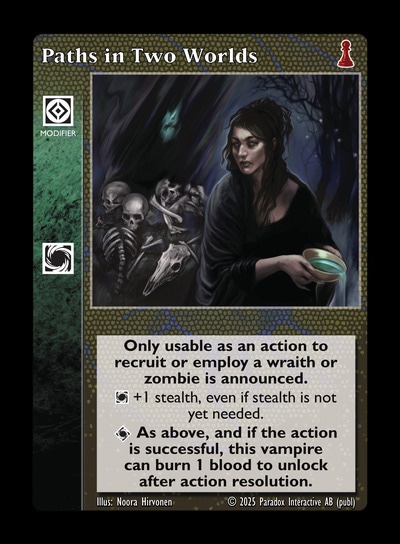 Paths in Two Worlds
MODIFIER
Only usable as an action to
recruit or employ a wraith or
zombie is announced.
+1 stealth, even if stealth is not
yet needed.
As above, and if the action
is successful, this vampire
can burn 1 blood to unlock
after action resolution.
Illus: Noora Hirvonen © 2025 Paradox Interactive AB (publ)